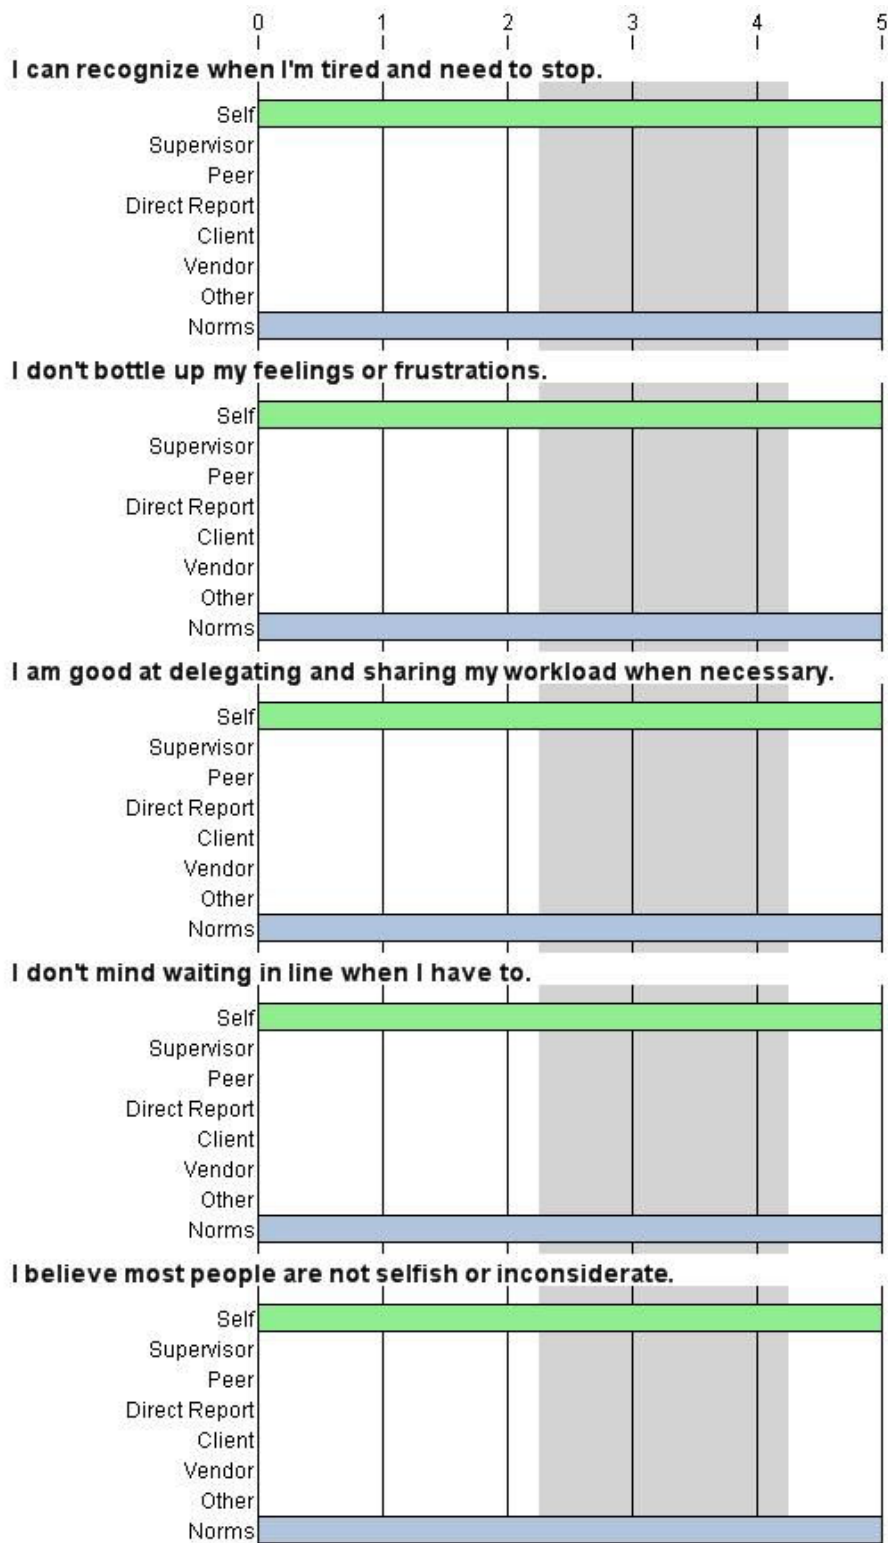 0 1 2 3 4 5
I can recognize when I'm tired and need to stop.
Self
Supervisor
Peer
Direct Report
Client
Vendor
Other
Norms
I don't bottle up my feelings or frustrations.
Self
Supervisor
Peer
Direct Report
Client
Vendor
Other
Norms
I am good at delegating and sharing my workload when necessary.
Self
Supervisor
Peer
Direct Report
Client
Vendor
Other
Norms
I don't mind waiting in line when I have to.
Self
Supervisor
Peer
Direct Report
Client
Vendor
Other
Norms
I believe most people are not selfish or inconsiderate.
Self
Supervisor
Peer
Direct Report
Client
Vendor
Other
Norms